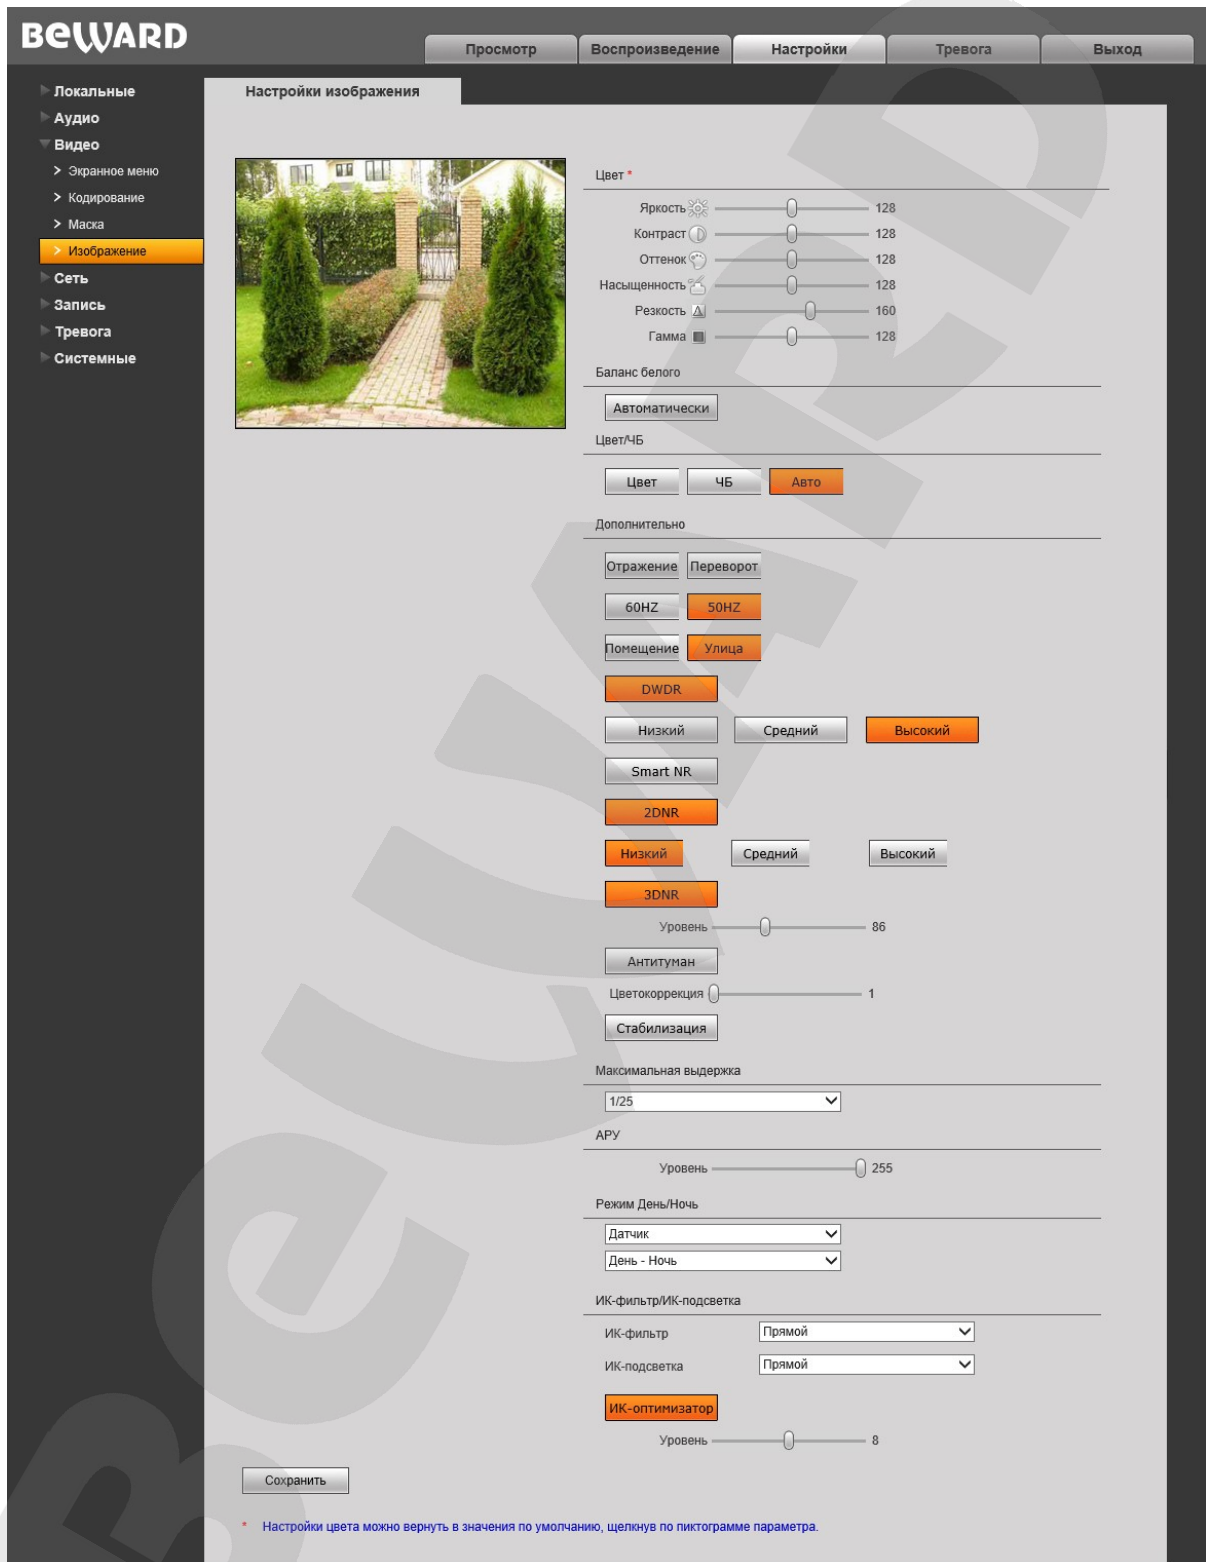 BEWARD
Просмотр Воспроизведение Настройки Тревога Выход
Локальные
Аудио
Видео
> Экранное меню
> Кодирование
> Маска
> Изображение
Сеть
Запись
Тревога
Системные
Настройки изображения
Цвет *
Яркость 128
Контраст 128
Оттенок 128
Насыщенность 128
Резкость 160
Гамма 128
Баланс белого
Автоматически
Цвет/ЧБ
Цвет ЧБ Авто
Дополнительно
Отражение Переворот
60HZ 50HZ
Помещение Улица
DWDR
Низкий Средний Высокий
Smart NR
2DNR
Низкий Средний Высокий
3DNR
Уровень 86
Антитуман
Цветокоррекция 1
Стабилизация
Максимальная выдержка
1/25
АРУ
Уровень 255
Режим День/Ночь
Датчик
День - Ночь
ИК-фильтр/ИК-подсветка
ИК-фильтр Прямой
ИК-подсветка Прямой
ИК-оптимизатор
Уровень 8
Сохранить
* Настройки цвета можно вернуть в значения по умолчанию, щелкнув по пиктограмме параметра.
BEWARD